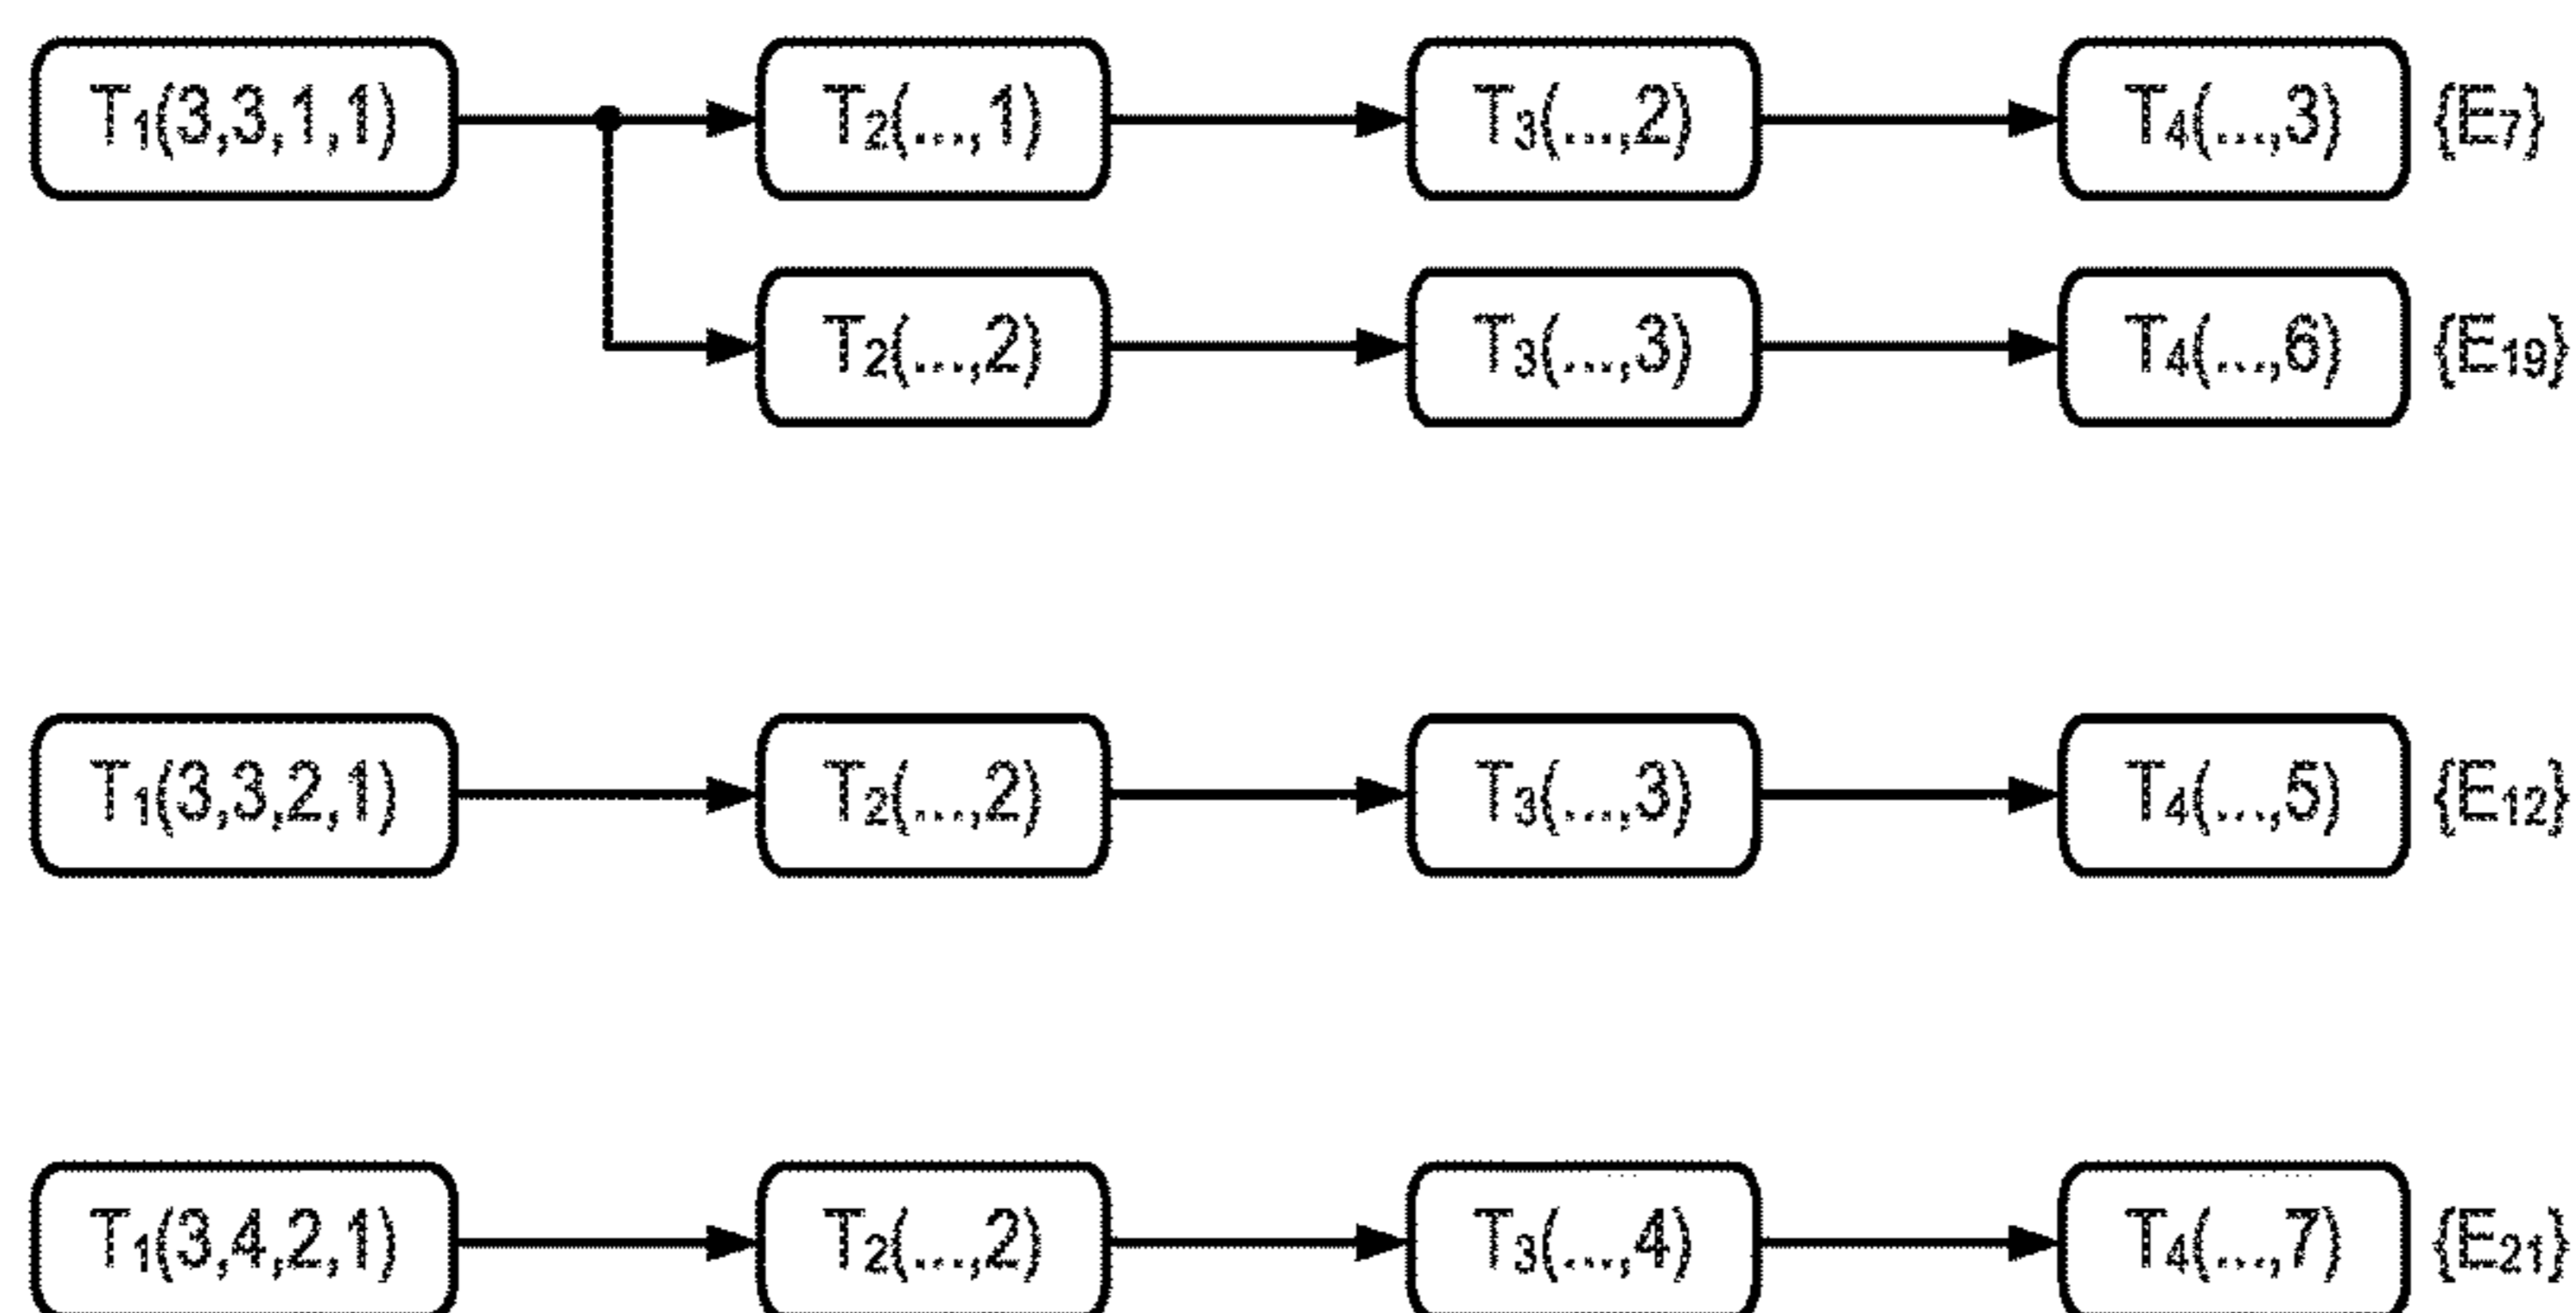 T₁(3,3,1,1) T₂(...,1) T₃(...,2) T₄(...,3) {E₇}
T₂(...,2) T₃(...,3) T₄(...,6) {E₁₉}
T₁(3,3,2,1) T₂(...,2) T₃(...,3) T₄(...,5) {E₁₂}
T₁(3,4,2,1) T₂(...,2) T₃(...,4) T₄(...,7) {E₂₁}